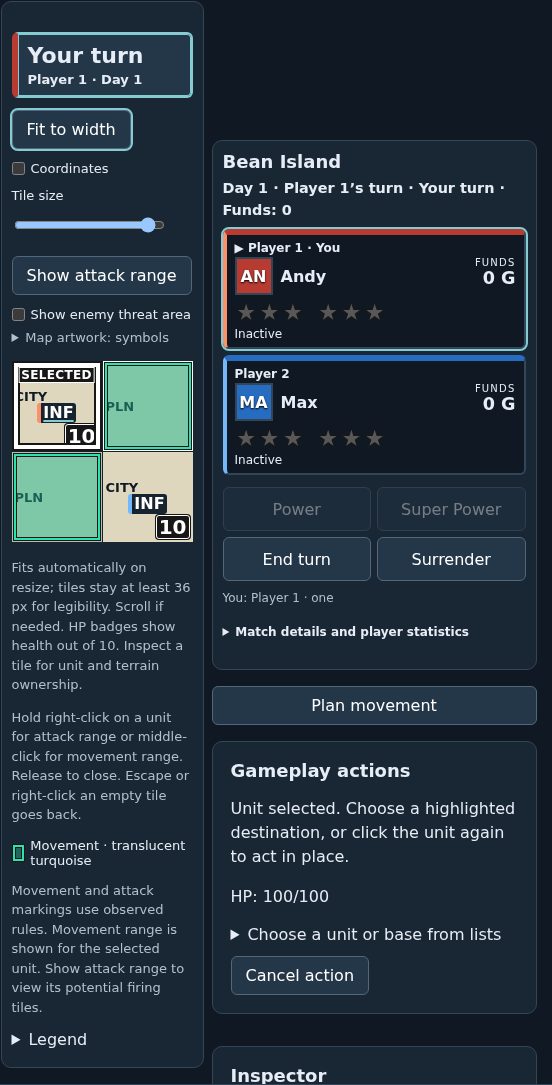 Your turn
Player 1 · Day 1
Fit to width
Coordinates
Tile size
Show attack range
Show enemy threat area
▶ Map artwork: symbols
SELECTED
CITY
INF
10
PLN
PLN
CITY
INF
10
Fits automatically on
resize; tiles stay at least 36
px for legibility. Scroll if
needed. HP badges show
health out of 10. Inspect a
tile for unit and terrain
ownership.
Hold right-click on a unit
for attack range or middle-
click for movement range.
Release to close. Escape or
right-click an empty tile
goes back.
Movement · translucent
turquoise
Movement and attack
markings use observed
rules. Movement range is
shown for the selected
unit. Show attack range to
view its potential firing
tiles.
▶ Legend
Bean Island
Day 1 · Player 1’s turn · Your turn ·
Funds: 0
▶ Player 1 · You
AN
Andy
FUNDS
0 G
★★★ ★★★
Inactive
Player 2
MA
Max
FUNDS
0 G
★★★ ★★★
Inactive
Power
Super Power
End turn
Surrender
You: Player 1 · one
▶ Match details and player statistics
Plan movement
Gameplay actions
Unit selected. Choose a highlighted
destination, or click the unit again
to act in place.
HP: 100/100
▶ Choose a unit or base from lists
Cancel action
Inspector